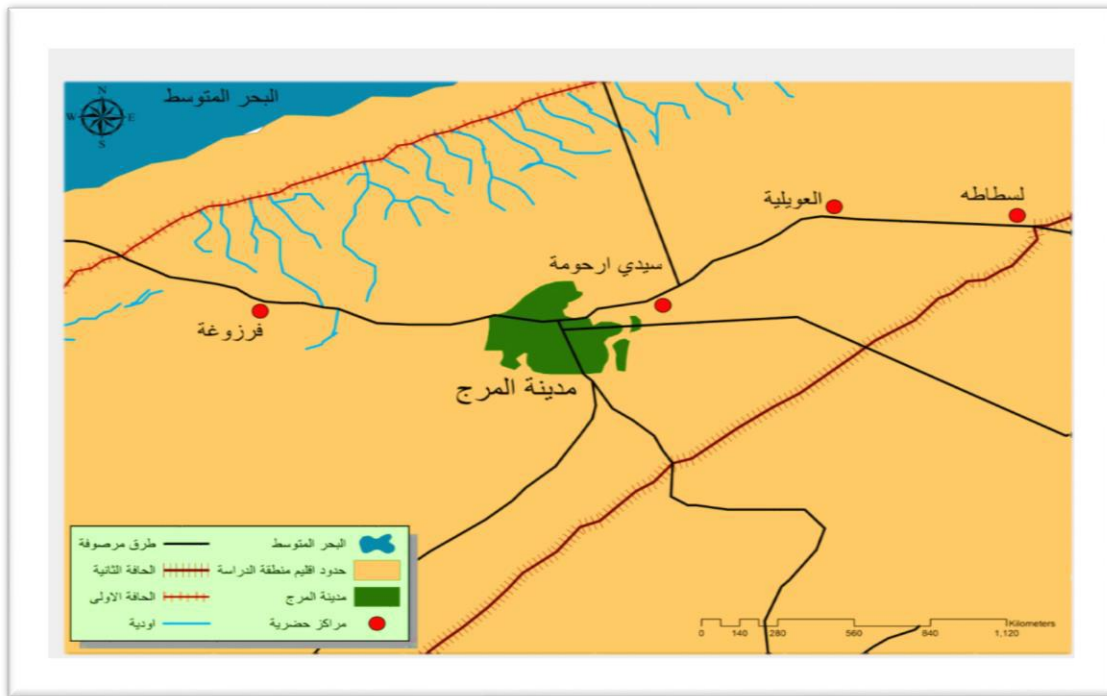 البحر المتوسط
N
W E
S
لسطاطه
العويلية
سيدي ارحومة
فرزوغة
مدينة المرج
البحر المتوسط
طرق مرصوفة
حدود اقليم منطقة الدراسة
الحافة الثانية
مدينة المرج
الحافة الاولى
مراكز حضرية
اودية
Kilometers
0 140 280 560 840 1,120